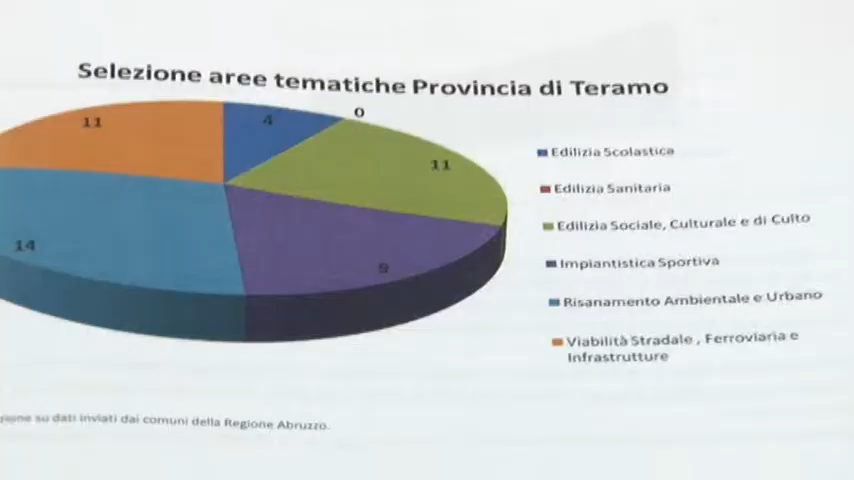 Selezione aree tematiche Provincia di Teramo
0
4
11
11
14
9
Edilizia Scolastica
Edilizia Sanitaria
Edilizia Sociale, Culturale e di Culto
Impiantistica Sportiva
Risanamento Ambientale e Urbano
Viabilità Stradale , Ferroviaria e
Infrastrutture
su dati inviati dai comuni della Regione Abruzzo.